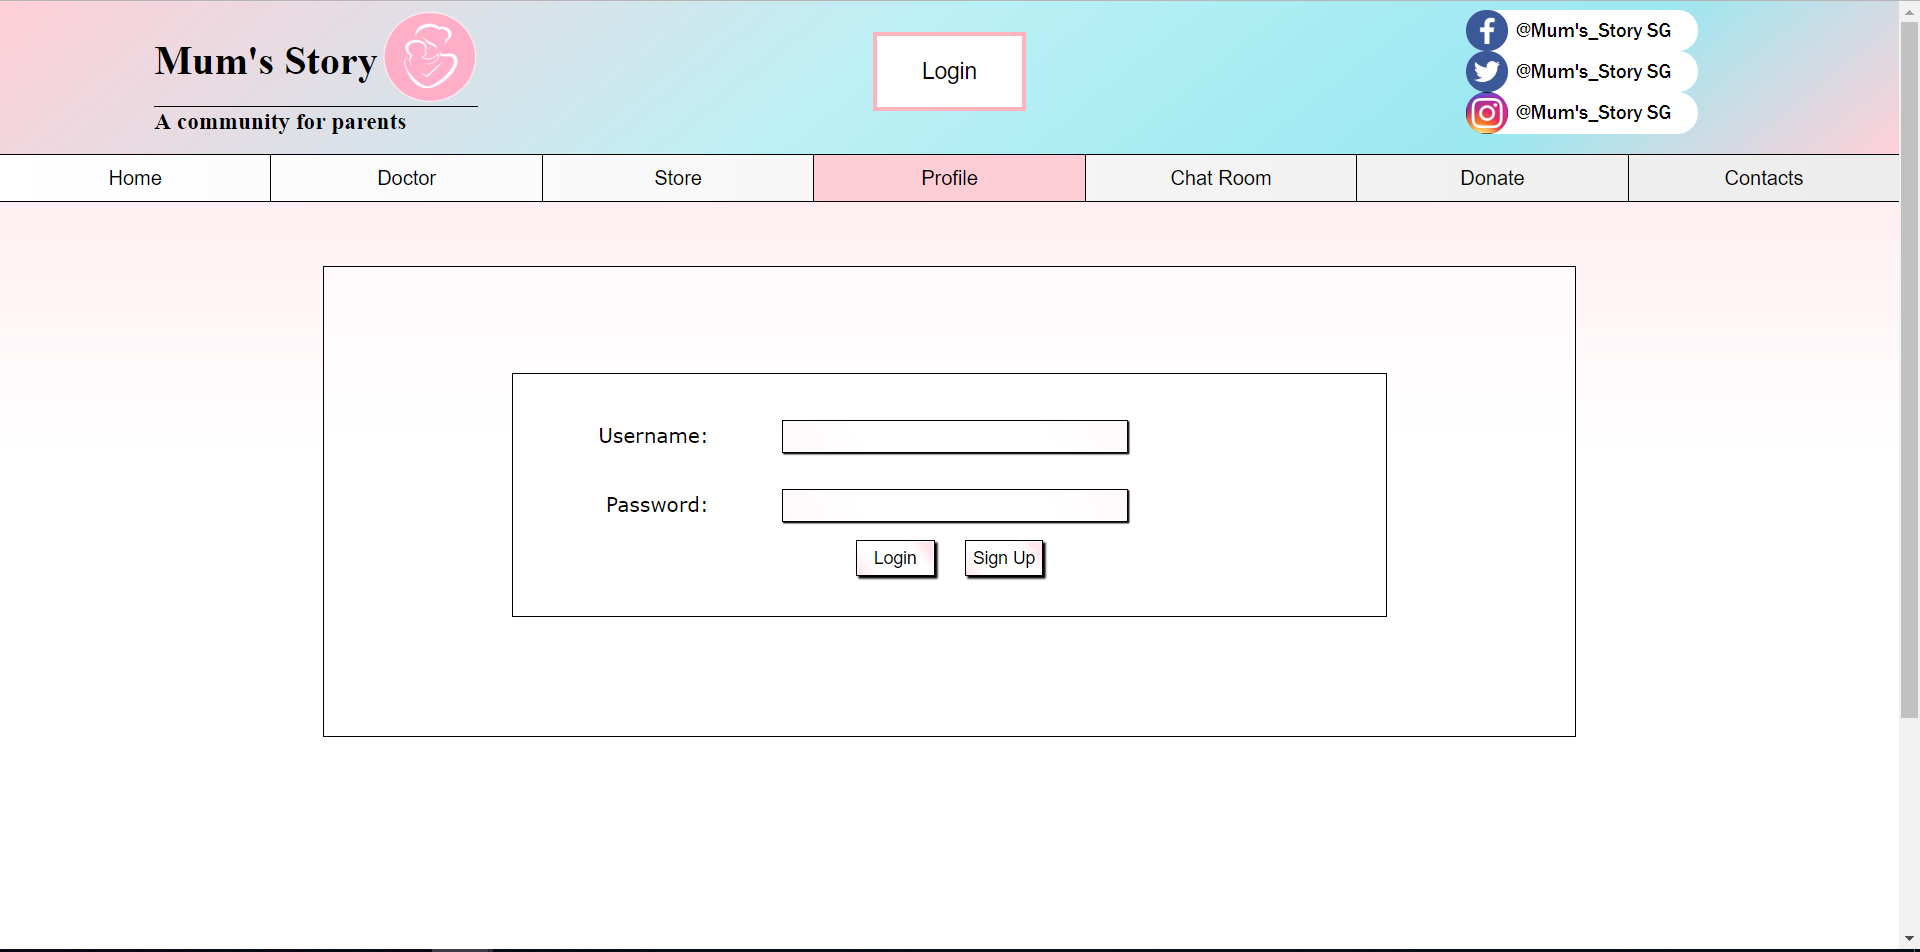 Mum's Story
A community for parents
Login
@Mum's_Story SG
@Mum's_Story SG
@Mum's_Story SG
Home
Doctor
Store
Profile
Chat Room
Donate
Contacts
Username:
Password:
Login
Sign Up